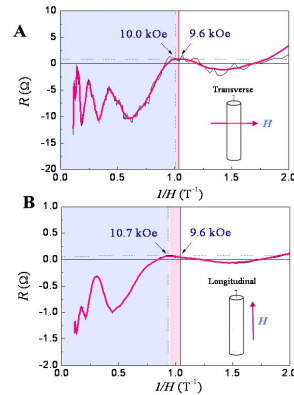 A
10.0 kOe
9.6 kOe
10
5
0
-5
-10
-15
-20
R (Ω)
Transverse
H
0.0
0.5
1.0
1.5
2.0
1/H (T⁻¹)
B
10.7 kOe
9.6 kOe
1.0
0.5
0.0
-0.5
-1.0
-1.5
-2.0
R (Ω)
Longitudinal
H
0.0
0.5
1.0
1.5
2.0
1/H (T⁻¹)